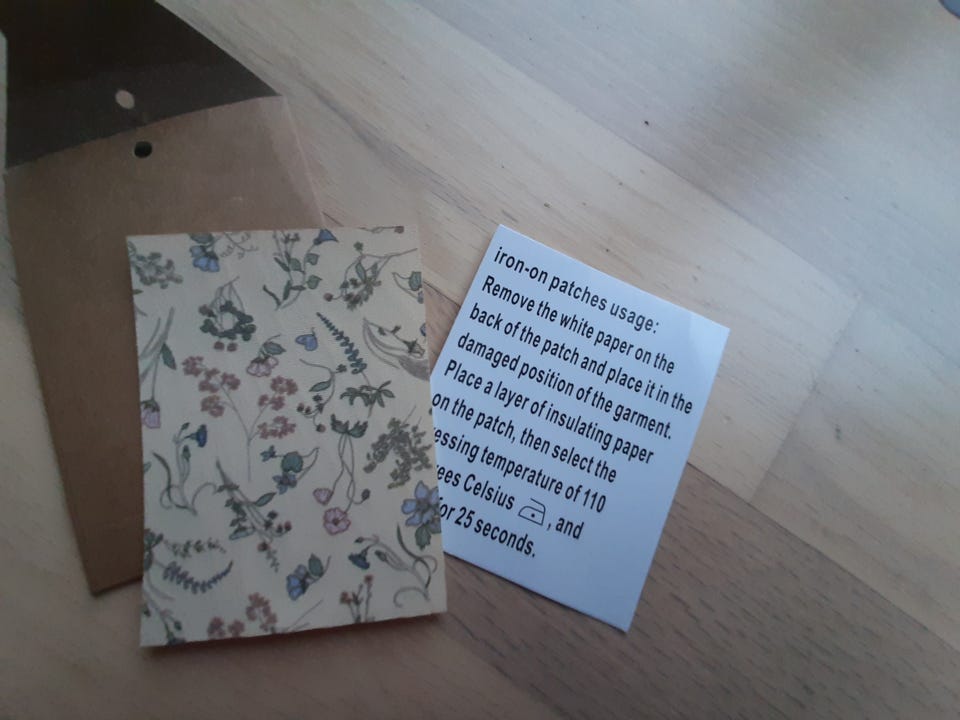 iron-on patches usage:
Remove the white paper on the
back of the patch and place it in the
damaged position of the garment.
Place a layer of insulating paper
on the patch, then select the
essing temperature of 110
ees Celsius , and
for 25 seconds.